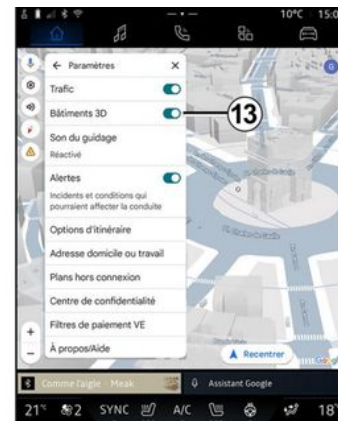 10°C 15:0
← Paramètres ×
G
Trafic
Bâtiments 3D
13
Son du guidage
Réactivé
Alertes
Incidents et conditions qui
pourraient affecter la conduite
Options d'itinéraire
Adresse domicile ou travail
Plans hors connexion
Centre de confidentialité
Filtres de paiement VE
À propos/Aide
+
−
Recentrer
Comme l'aigle - Meak
Assistant Google
21° 2 SYNC A/C 18°